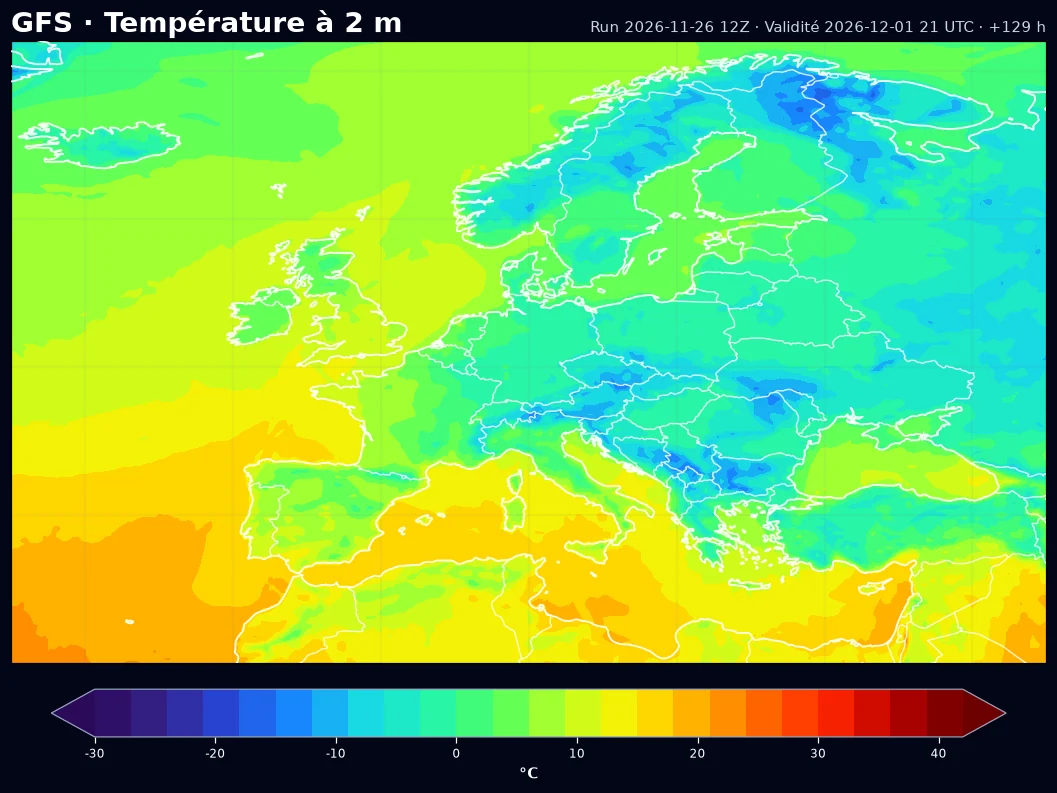 GFS · Température à 2 m
Run 2026-11-26 12Z · Validité 2026-12-01 21 UTC · +129 h
-30 -20 -10 0 10 20 30 40
°C